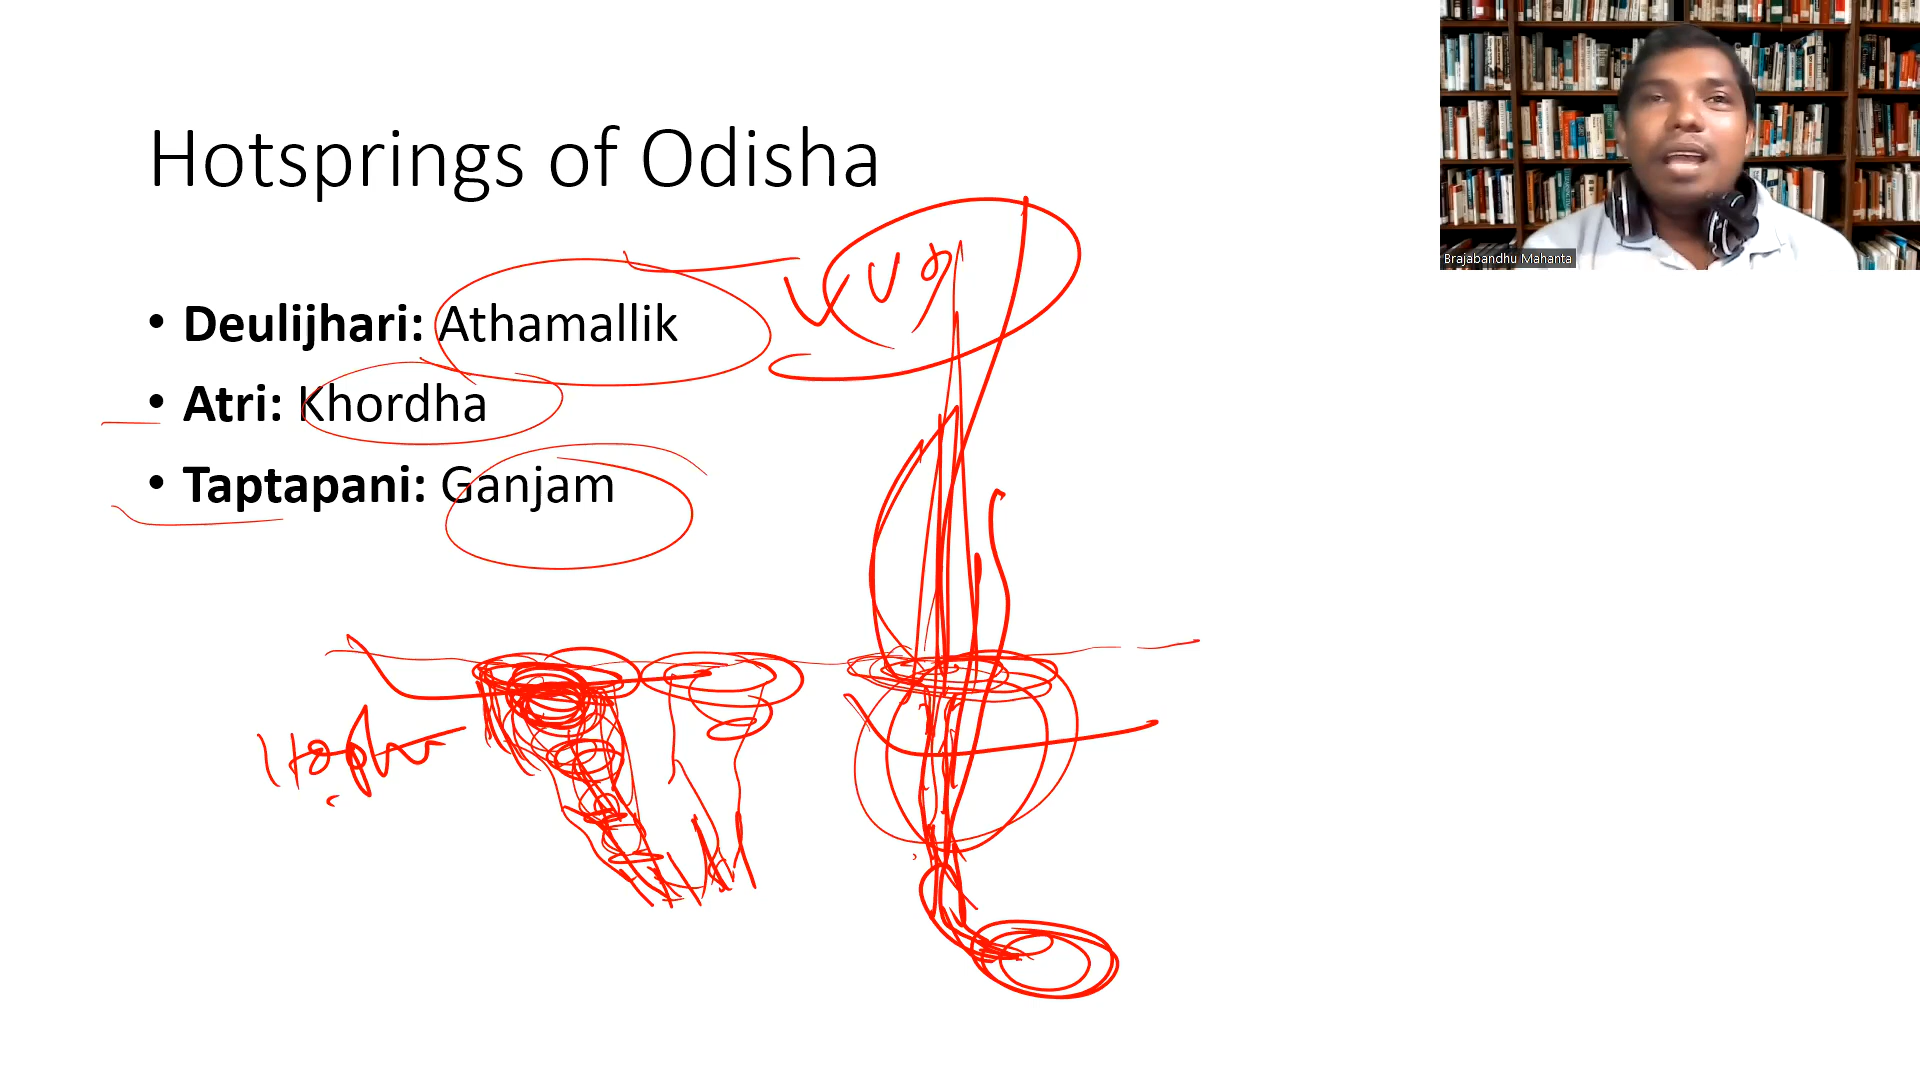 Hotsprings of Odisha
• Deulijhari: Athamallik
• Atri: Khordha
• Taptapani: Ganjam
Brajabandhu Mahanta